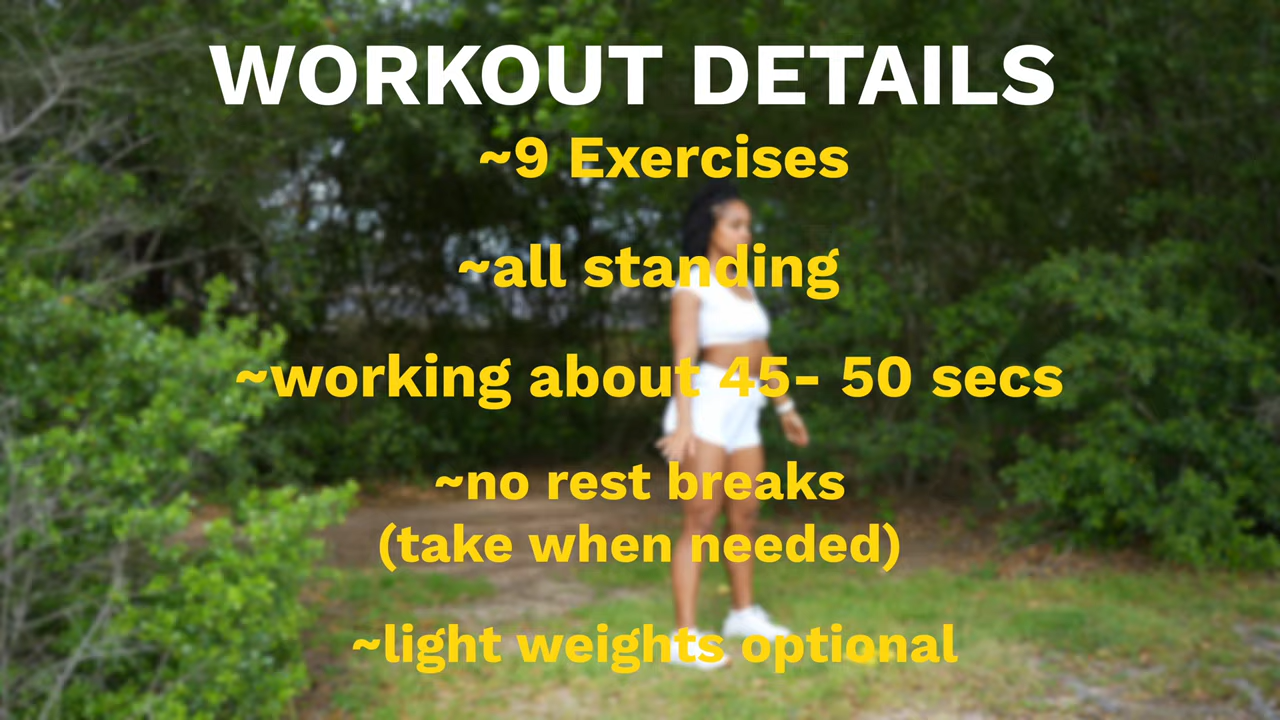 WORKOUT DETAILS
~9 Exercises
~all standing
~working about 45- 50 secs
~no rest breaks
(take when needed)
~light weights optional